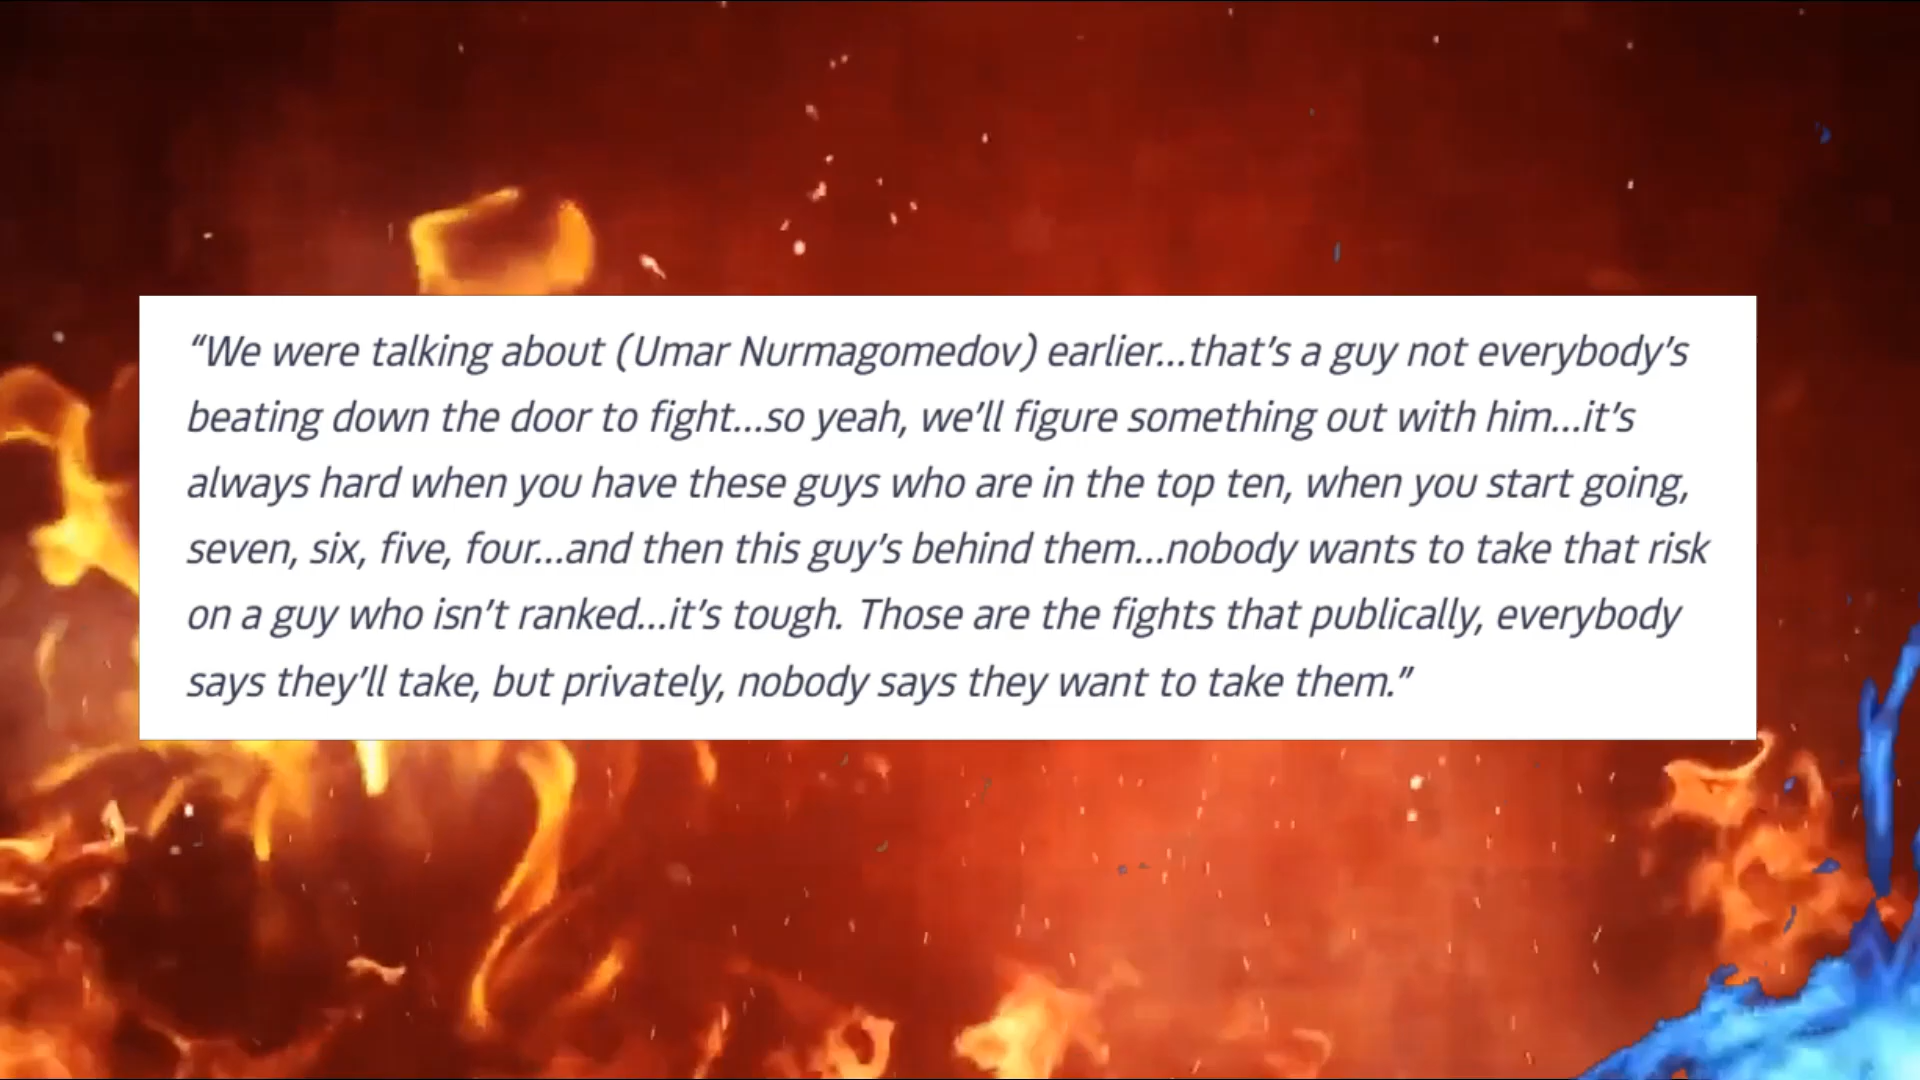 “We were talking about (Umar Nurmagomedov) earlier...that’s a guy not everybody’s
beating down the door to fight...so yeah, we’ll figure something out with him...it’s
always hard when you have these guys who are in the top ten, when you start going,
seven, six, five, four...and then this guy’s behind them...nobody wants to take that risk
on a guy who isn’t ranked...it’s tough. Those are the fights that publically, everybody
says they’ll take, but privately, nobody says they want to take them.”